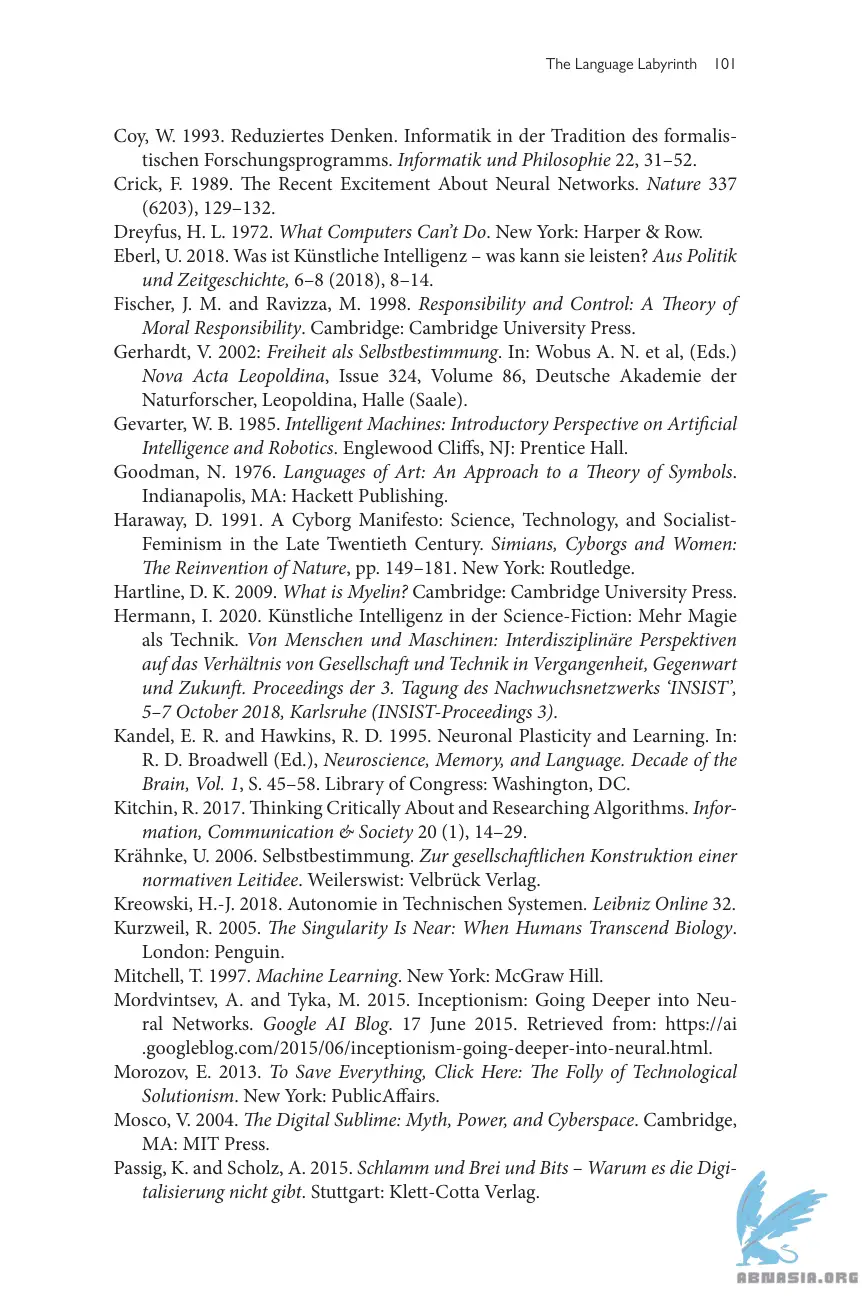 The Language Labyrinth 101
Coy, W. 1993. Reduziertes Denken. Informatik in der Tradition des formalis-
tischen Forschungsprogramms. Informatik und Philosophie 22, 31–52.
Crick, F. 1989. The Recent Excitement About Neural Networks. Nature 337
(6203), 129–132.
Dreyfus, H. L. 1972. What Computers Can’t Do. New York: Harper & Row.
Eberl, U. 2018. Was ist Künstliche Intelligenz – was kann sie leisten? Aus Politik
und Zeitgeschichte, 6–8 (2018), 8–14.
Fischer, J. M. and Ravizza, M. 1998. Responsibility and Control: A Theory of
Moral Responsibility. Cambridge: Cambridge University Press.
Gerhardt, V. 2002: Freiheit als Selbstbestimmung. In: Wobus A. N. et al, (Eds.)
Nova Acta Leopoldina, Issue 324, Volume 86, Deutsche Akademie der
Naturforscher, Leopoldina, Halle (Saale).
Gevarter, W. B. 1985. Intelligent Machines: Introductory Perspective on Artificial
Intelligence and Robotics. Englewood Cliffs, NJ: Prentice Hall.
Goodman, N. 1976. Languages of Art: An Approach to a Theory of Symbols.
Indianapolis, MA: Hackett Publishing.
Haraway, D. 1991. A Cyborg Manifesto: Science, Technology, and Socialist-
Feminism in the Late Twentieth Century. Simians, Cyborgs and Women:
The Reinvention of Nature, pp. 149–181. New York: Routledge.
Hartline, D. K. 2009. What is Myelin? Cambridge: Cambridge University Press.
Hermann, I. 2020. Künstliche Intelligenz in der Science-Fiction: Mehr Magie
als Technik. Von Menschen und Maschinen: Interdisziplinäre Perspektiven
auf das Verhältnis von Gesellschaft und Technik in Vergangenheit, Gegenwart
und Zukunft. Proceedings der 3. Tagung des Nachwuchsnetzwerks ‘INSIST’,
5–7 October 2018, Karlsruhe (INSIST-Proceedings 3).
Kandel, E. R. and Hawkins, R. D. 1995. Neuronal Plasticity and Learning. In:
R. D. Broadwell (Ed.), Neuroscience, Memory, and Language. Decade of the
Brain, Vol. 1, S. 45–58. Library of Congress: Washington, DC.
Kitchin, R. 2017. Thinking Critically About and Researching Algorithms. Infor-
mation, Communication & Society 20 (1), 14–29.
Krähnke, U. 2006. Selbstbestimmung. Zur gesellschaftlichen Konstruktion einer
normativen Leitidee. Weilerswist: Velbrück Verlag.
Kreowski, H.-J. 2018. Autonomie in Technischen Systemen. Leibniz Online 32.
Kurzweil, R. 2005. The Singularity Is Near: When Humans Transcend Biology.
London: Penguin.
Mitchell, T. 1997. Machine Learning. New York: McGraw Hill.
Mordvintsev, A. and Tyka, M. 2015. Inceptionism: Going Deeper into Neu-
ral Networks. Google AI Blog. 17 June 2015. Retrieved from: https://ai
.googleblog.com/2015/06/inceptionism-going-deeper-into-neural.html.
Morozov, E. 2013. To Save Everything, Click Here: The Folly of Technological
Solutionism. New York: PublicAffairs.
Mosco, V. 2004. The Digital Sublime: Myth, Power, and Cyberspace. Cambridge,
MA: MIT Press.
Passig, K. and Scholz, A. 2015. Schlamm und Brei und Bits – Warum es die Digi-
talisierung nicht gibt. Stuttgart: Klett-Cotta Verlag.
ABNASIA.ORG